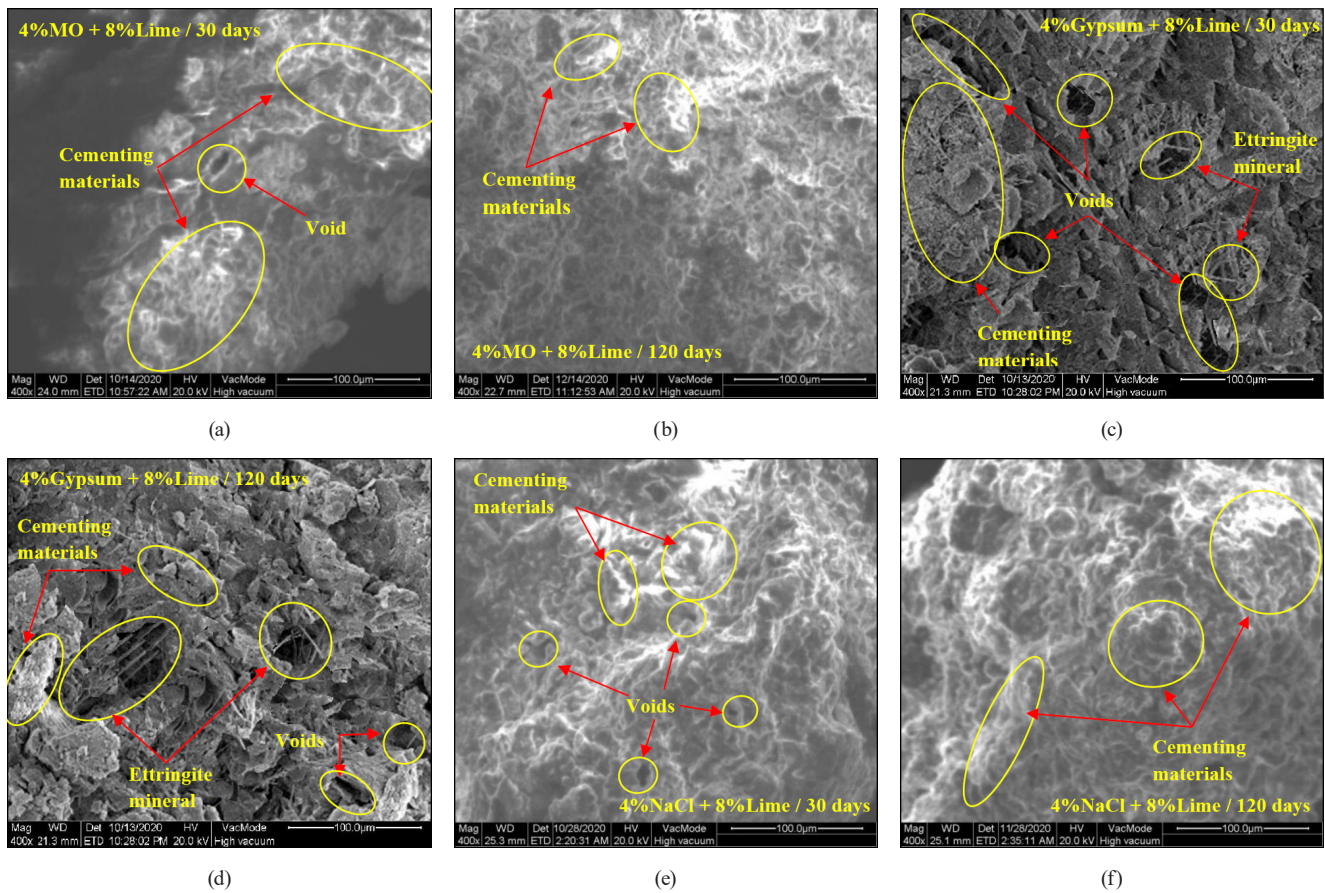 4%MO + 8%Lime / 30 days
Cementing
materials
Void
Mag WD Det 10/14/2020 HV VacMode 100.0µm
400x 24.0 mm ETD 10:57:22 AM 20.0 kV High vacuum
(a)
Cementing
materials
4%MO + 8%Lime / 120 days
Mag WD Det 12/14/2020 HV VacMode 100.0µm
400x 22.7 mm ETD 11:12:53 AM 20.0 kV High vacuum
(b)
4%Gypsum + 8%Lime / 30 days
Ettringite
mineral
Voids
Cementing
materials
Mag WD Det 10/13/2020 HV VacMode 100.0µm
400x 21.3 mm ETD 10:28:02 PM 20.0 kV High vacuum
(c)
4%Gypsum + 8%Lime / 120 days
Cementing
materials
Voids
Ettringite
mineral
Mag WD Det 10/13/2020 HV VacMode 100.0µm
400x 21.3 mm ETD 10:28:02 PM 20.0 kV High vacuum
(d)
Cementing
materials
Voids
4%NaCl + 8%Lime / 30 days
Mag WD Det 10/28/2020 HV VacMode 100.0µm
400x 25.3 mm ETD 2:20:31 AM 20.0 kV High vacuum
(e)
Cementing
materials
4%NaCl + 8%Lime / 120 days
Mag WD Det 11/28/2020 HV VacMode 100.0µm
400x 25.1 mm ETD 2:35:11 AM 20.0 kV High vacuum
(f)